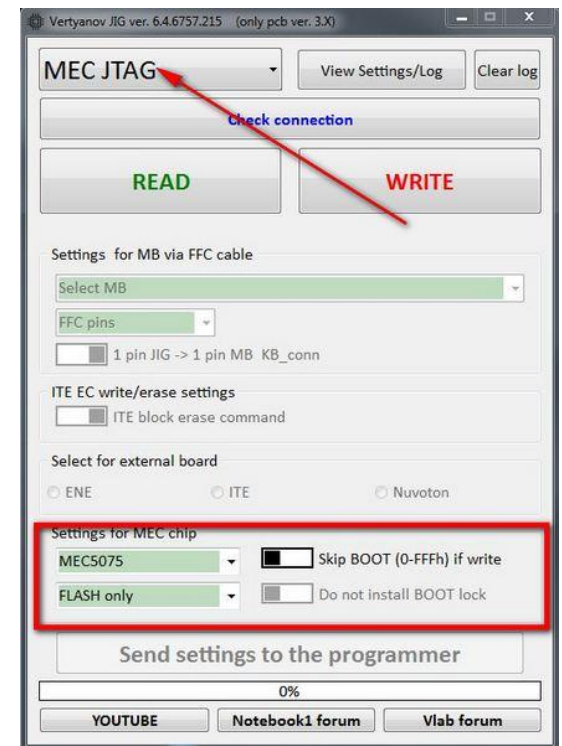 Vertyanov JIG ver. 6.4.6757.215 (only pcb ver. 3.X)
MEC JTAG View Settings/Log Clear log
Check connection
READ WRITE
Settings for MB via FFC cable
Select MB
FFC pins
1 pin JIG -> 1 pin MB KB_conn
ITE EC write/erase settings
ITE block erase command
Select for external board
ENE ITE Nuvoton
Settings for MEC chip
MEC5075 Skip BOOT (0-FFFh) if write
FLASH only Do not install BOOT lock
Send settings to the programmer
0%
YOUTUBE Notebook1 forum Vlab forum